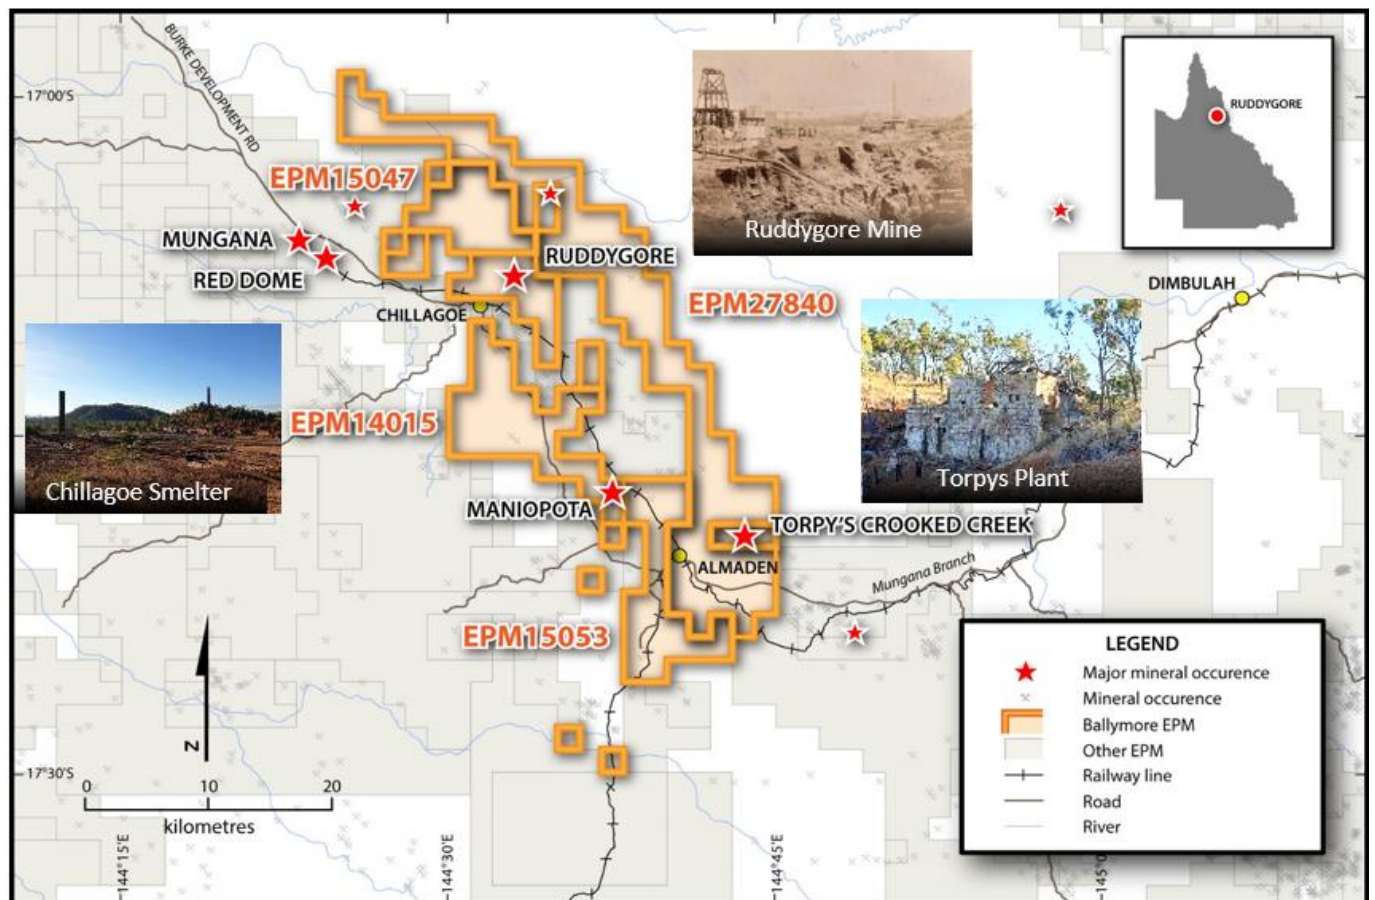 BURKE DEVELOPMENT RD
17°00'S
RUDDYGORE
EPM15047
Ruddygore Mine
MUNGANA
RUDDYGORE
RED DOME
DIMBULAH
EPM27840
CHILLAGOE
EPM14015
Torpys Plant
Chillagoe Smelter
MANIOPOTA
TORPY'S CROOKED CREEK
ALMADEN
Mungana Branch
EPM15053
LEGEND
Major mineral occurence
Mineral occurence
Ballymore EPM
Other EPM
Railway line
Road
River
N
17°30'S
0 10 20
kilometres
144°15'E
144°30'E
144°45'E